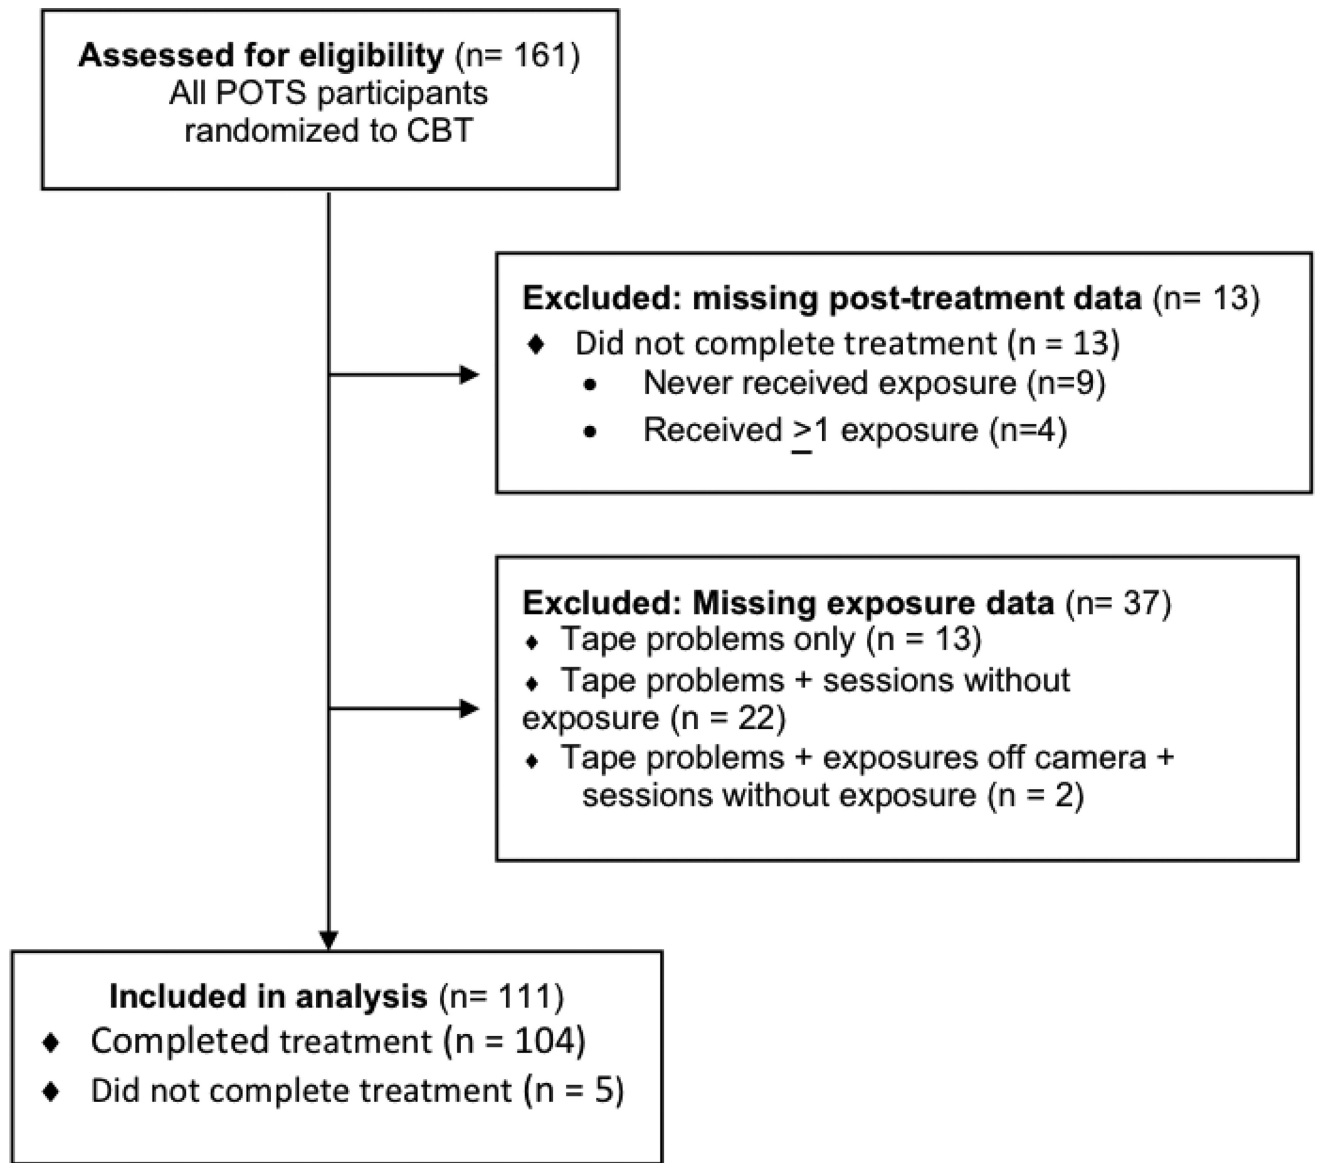 Assessed for eligibility (n= 161)
All POTS participants
randomized to CBT
Excluded: missing post-treatment data (n= 13)
♦ Did not complete treatment (n = 13)
• Never received exposure (n=9)
• Received ≥1 exposure (n=4)
Excluded: Missing exposure data (n= 37)
♦ Tape problems only (n = 13)
♦ Tape problems + sessions without
exposure (n = 22)
♦ Tape problems + exposures off camera +
sessions without exposure (n = 2)
Included in analysis (n= 111)
♦ Completed treatment (n = 104)
♦ Did not complete treatment (n = 5)